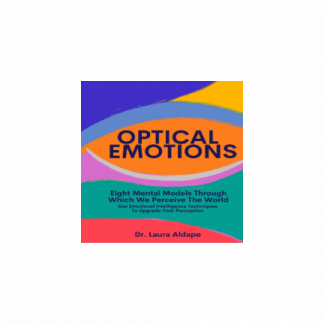 OPTICAL
EMOTIONS
Eight Mental Models Through
Which We Perceive The World
Use Emotional Intelligence Techniques
To Upgrade Your Perception
Dr. Laura Aldape